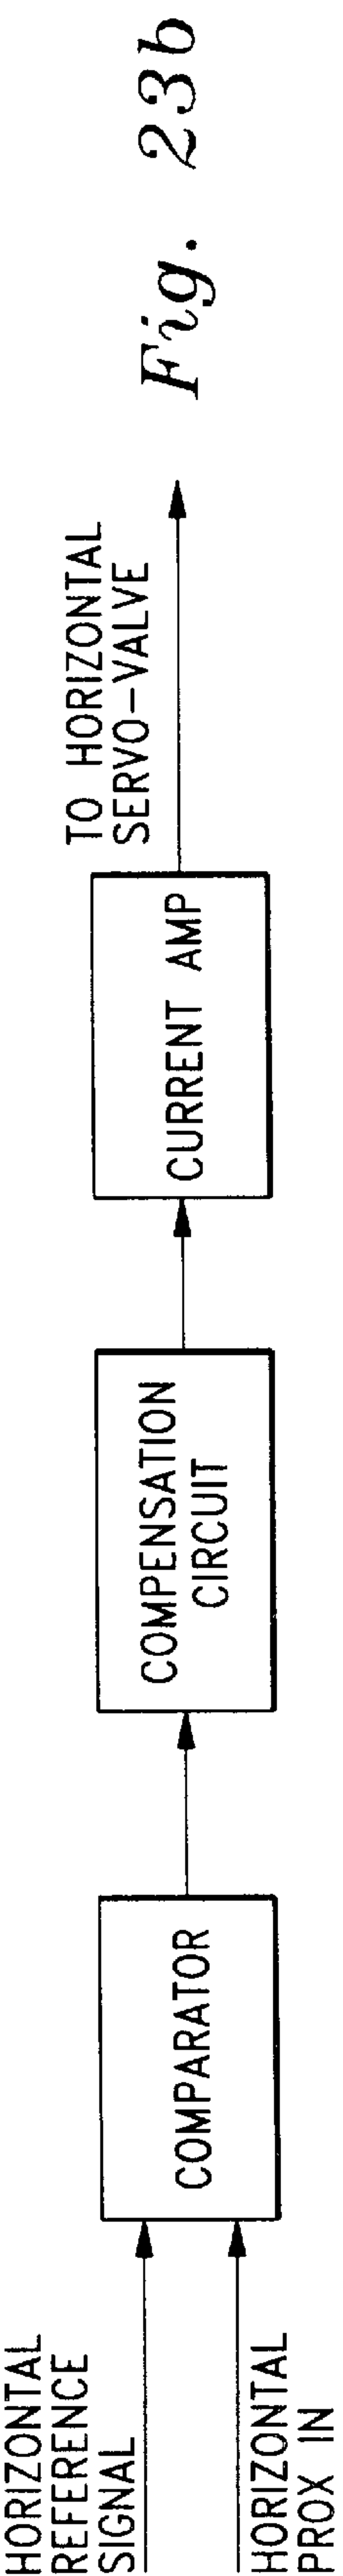 HORIZONTAL
REFERENCE
SIGNAL
HORIZONTAL
PROX IN
COMPARATOR
COMPENSATION
CIRCUIT
CURRENT AMP
TO HORIZONTAL
SERVO-VALVE
Fig. 23b